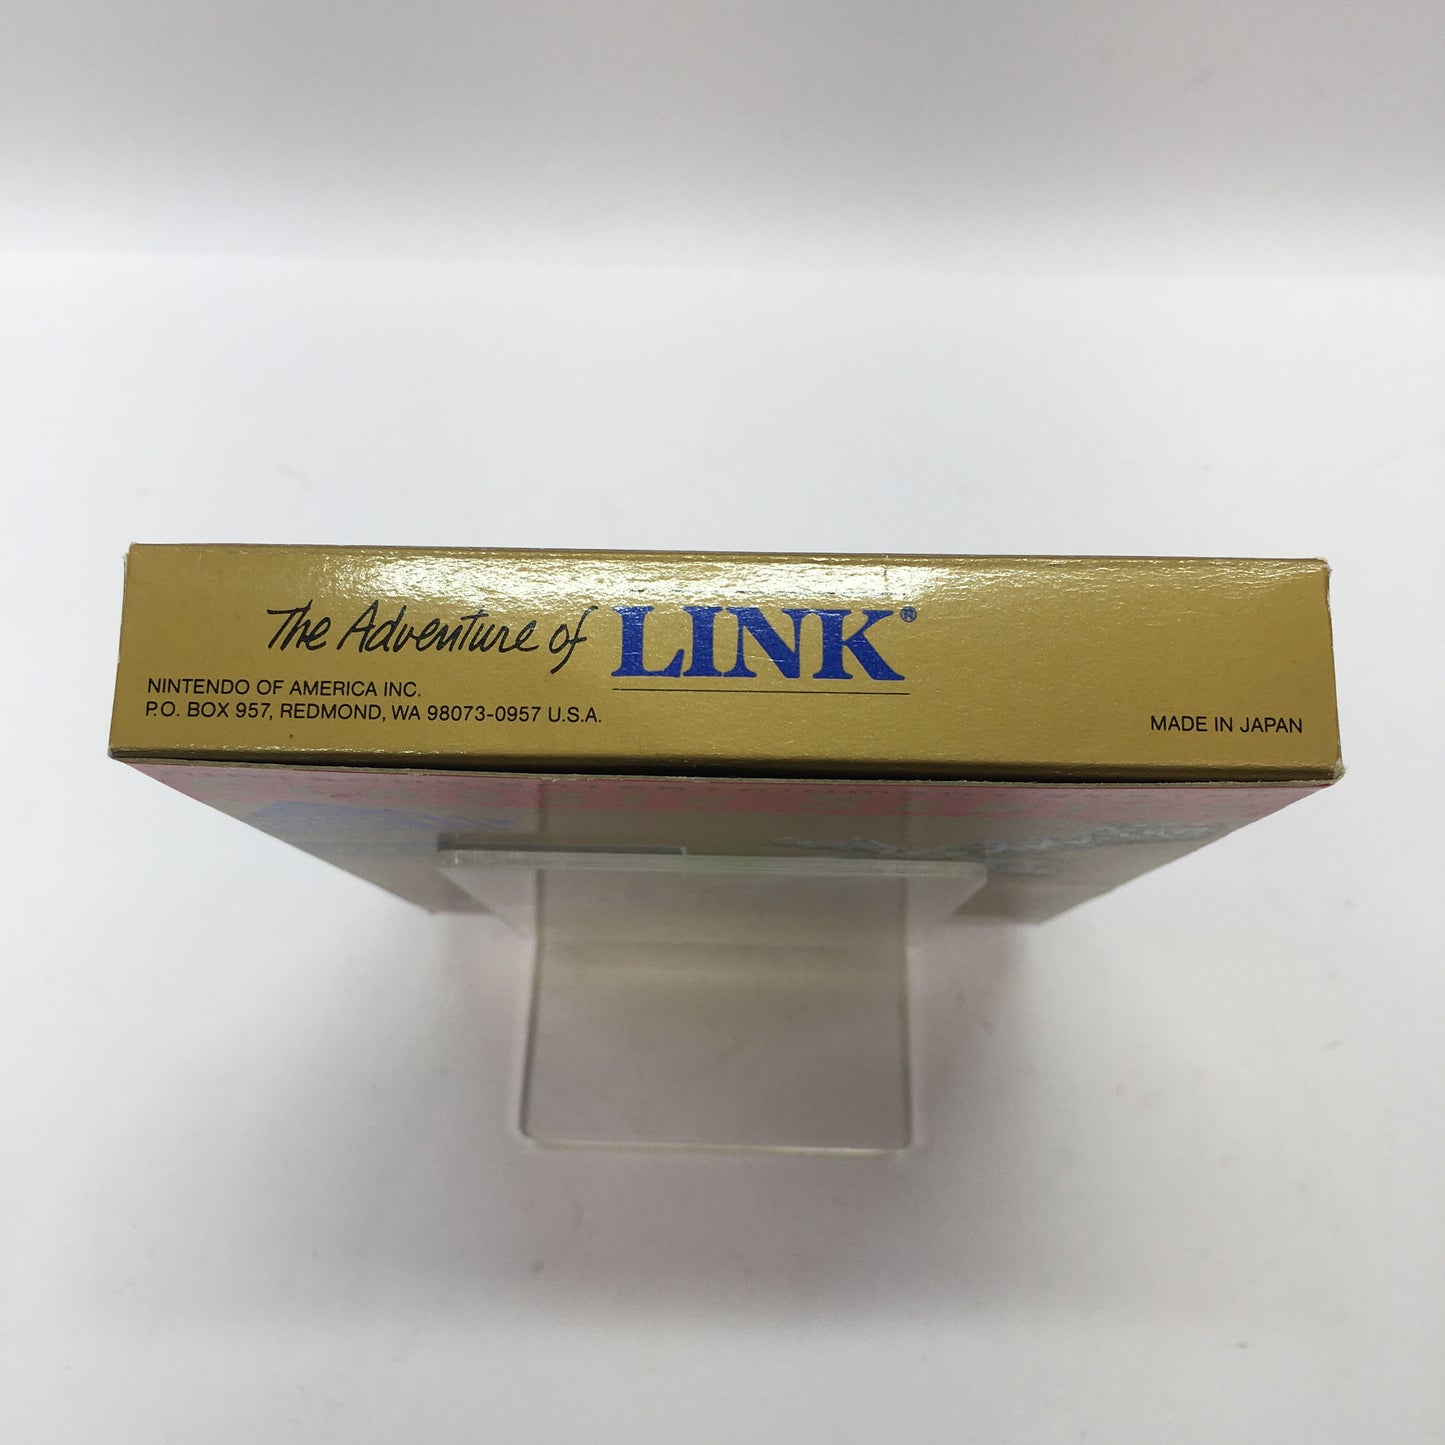 The Adventure of LINK®
NINTENDO OF AMERICA INC.
P.O. BOX 957, REDMOND, WA 98073-0957 U.S.A.
MADE IN JAPAN